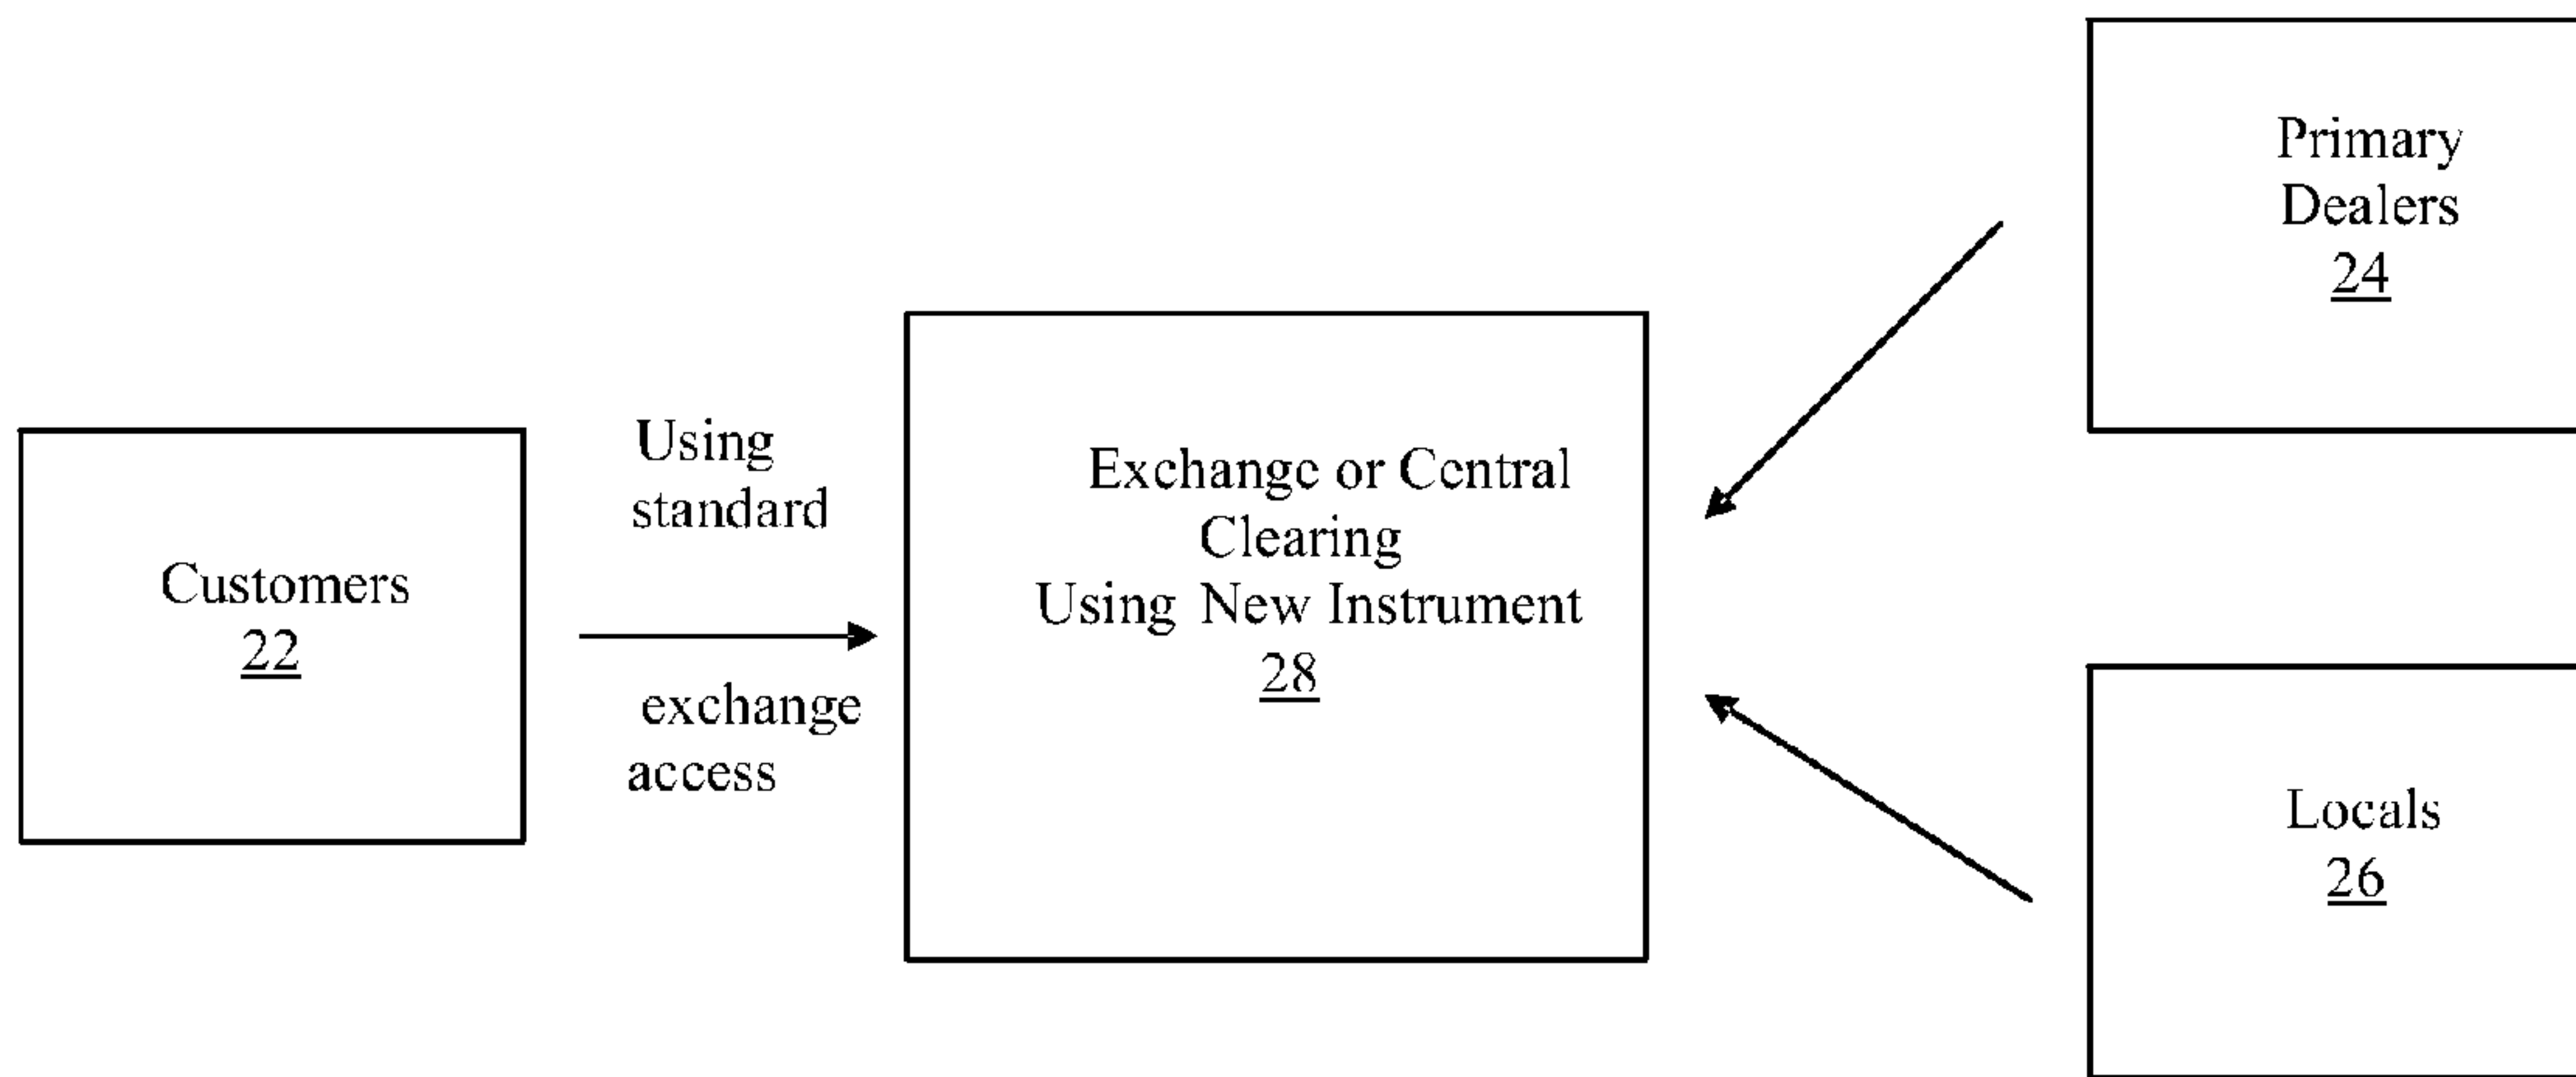 Customers
22
Using
standard
exchange
access
Exchange or Central
Clearing
Using New Instrument
28
Primary
Dealers
24
Locals
26